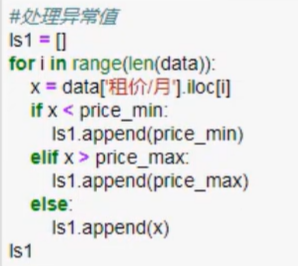 #处理异常值
ls1 = []
for i in range(len(data)):
    x = data['租价/月'].iloc[i]
    if x < price_min:
        ls1.append(price_min)
    elif x > price_max:
        ls1.append(price_max)
    else:
        ls1.append(x)
ls1